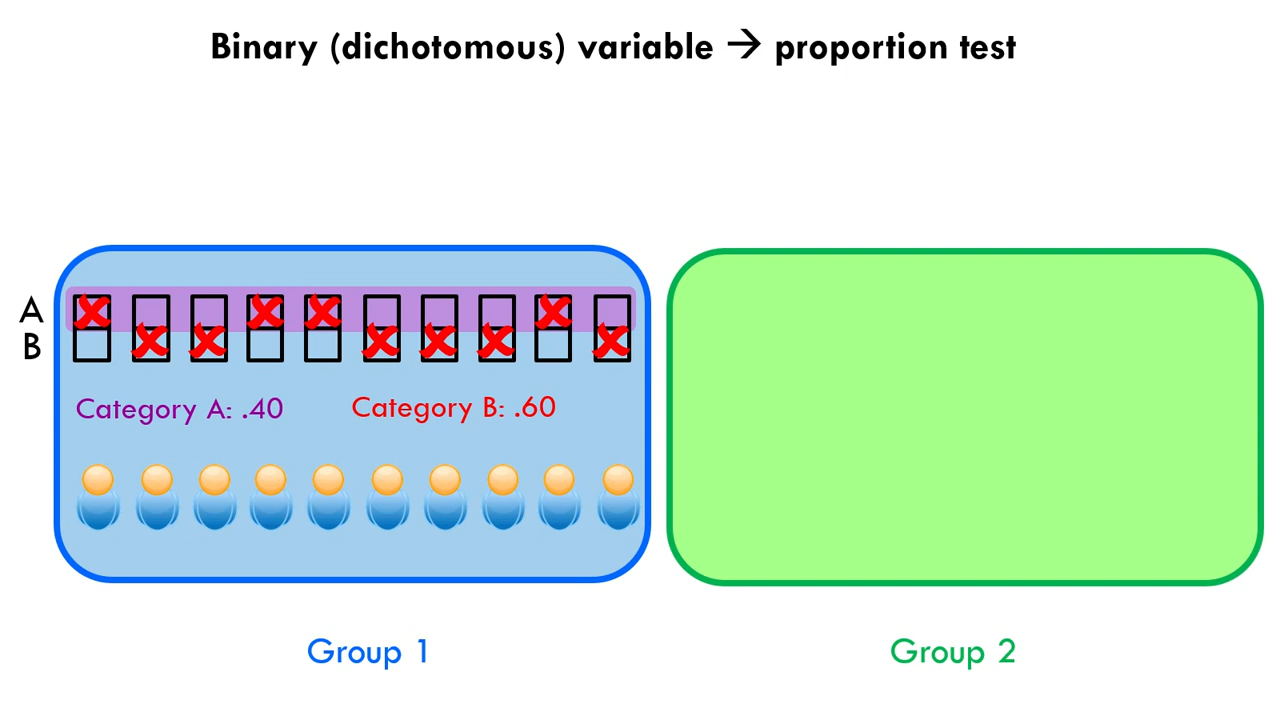 Binary (dichotomous) variable → proportion test
A
B
Category A: .40 Category B: .60
Group 1 Group 2